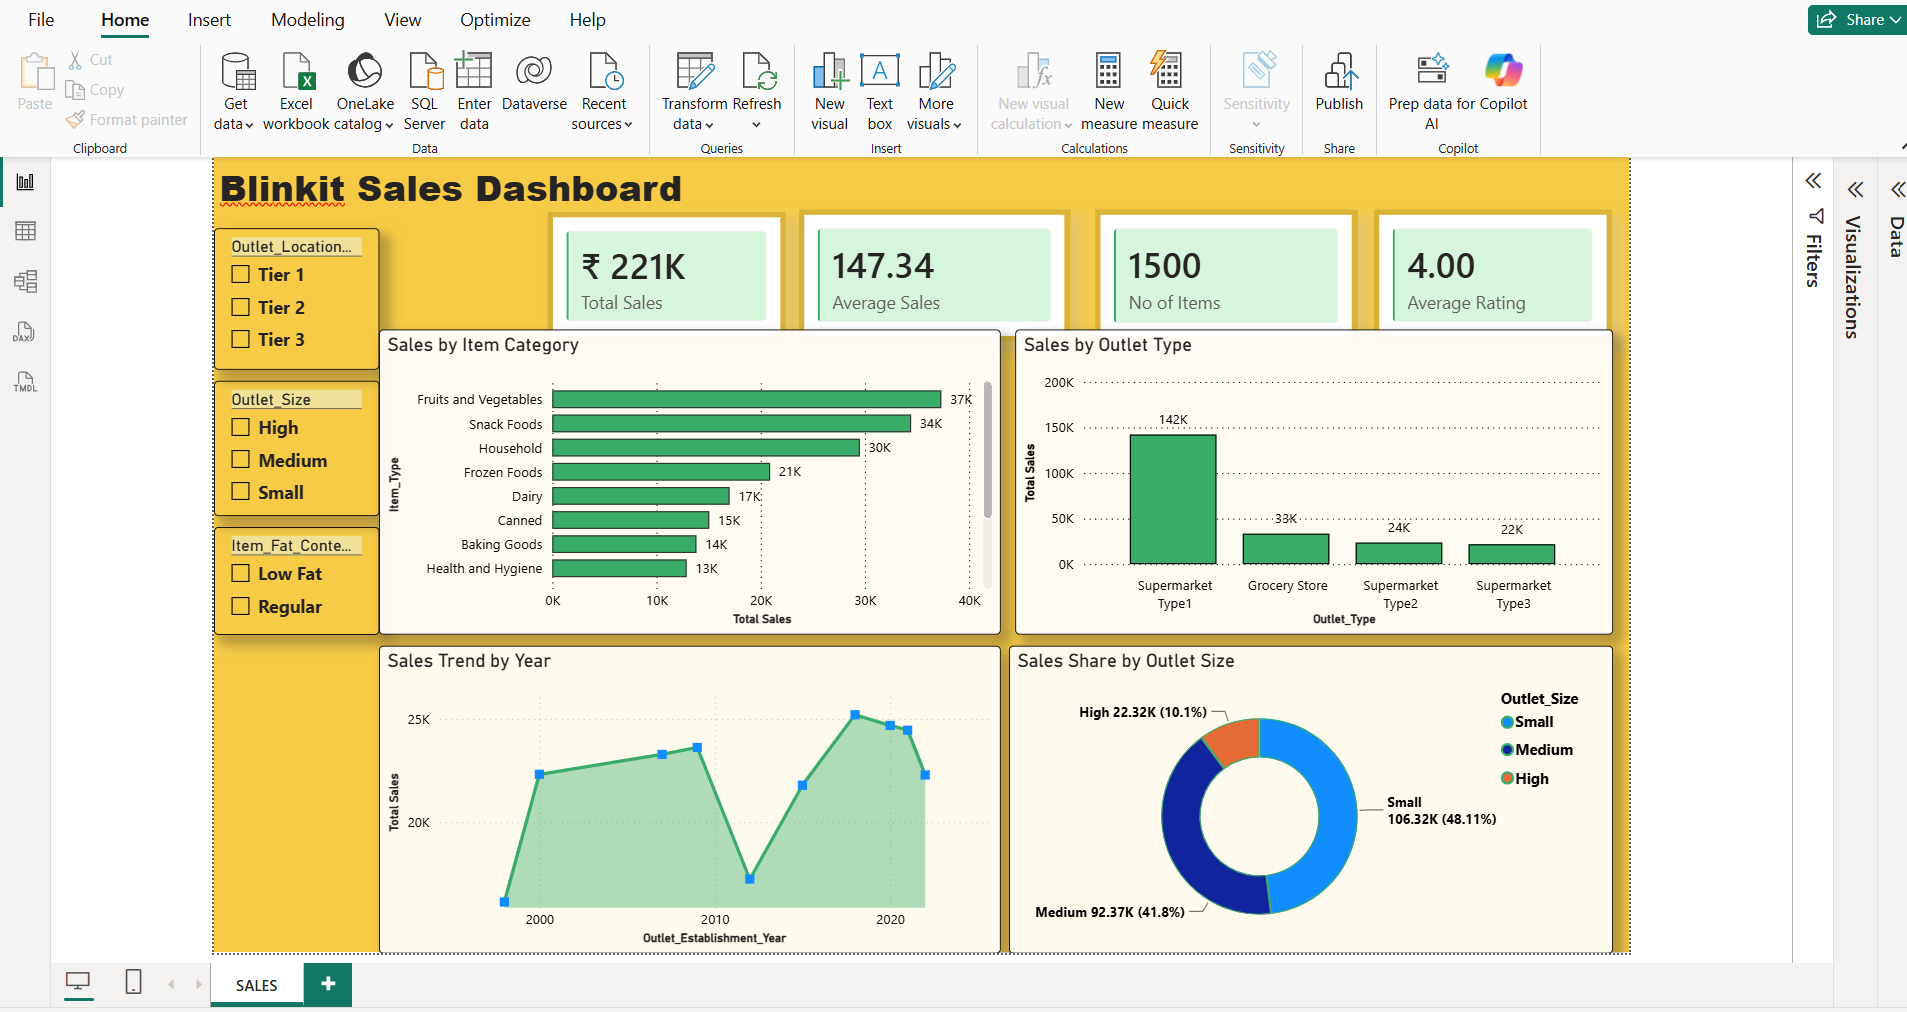 File Home Insert Modeling View Optimize Help
Share
Paste
Cut
Copy
Format painter
Clipboard
Get data
Excel workbook
OneLake catalog
SQL Server
Enter data
Dataverse
Recent sources
Data
Transform data
Refresh
Queries
New visual
Text box
More visuals
Insert
New visual calculation
New measure
Quick measure
Calculations
Sensitivity
Sensitivity
Publish
Share
Prep data for AI
Copilot
Copilot
DAX
TMDL
Blinkit Sales Dashboard
Outlet_Location...
Tier 1
Tier 2
Tier 3
Outlet_Size
High
Medium
Small
Item_Fat_Conte...
Low Fat
Regular
₹ 221K
Total Sales
147.34
Average Sales
1500
No of Items
4.00
Average Rating
Sales by Item Category
Item_Type
Fruits and Vegetables 37K
Snack Foods 34K
Household 30K
Frozen Foods 21K
Dairy 17K
Canned 15K
Baking Goods 14K
Health and Hygiene 13K
0K 10K 20K 30K 40K
Total Sales
Sales by Outlet Type
Total Sales
200K
150K
100K
50K
0K
142K
33K
24K
22K
Supermarket Type1
Grocery Store
Supermarket Type2
Supermarket Type3
Outlet_Type
Sales Trend by Year
Total Sales
25K
20K
2000 2010 2020
Outlet_Establishment_Year
Sales Share by Outlet Size
High 22.32K (10.1%)
Small
106.32K (48.11%)
Medium 92.37K (41.8%)
Outlet_Size
Small
Medium
High
Filters
Visualizations
Data
SALES